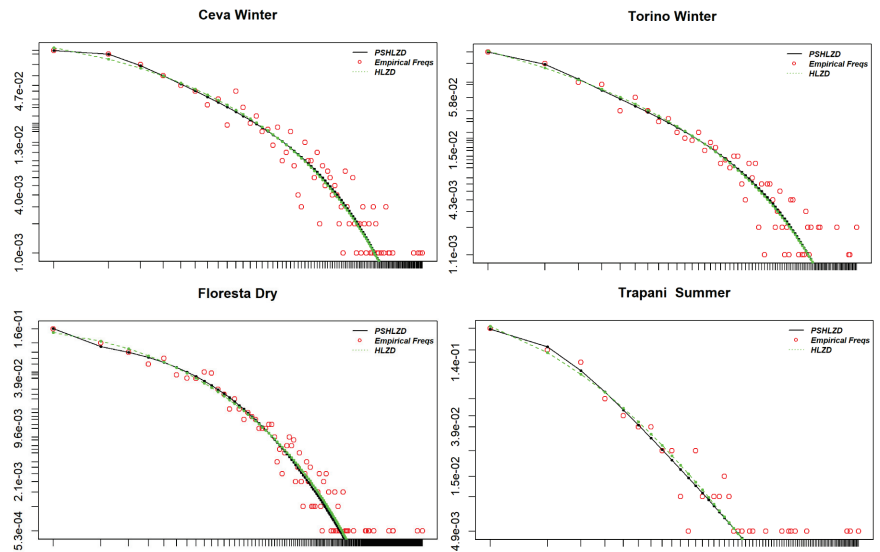 Ceva Winter
PSHLZD
Empirical Freqs
HLZD
4.7e-02
1.3e-02
4.0e-03
1.0e-03
Torino Winter
PSHLZD
Empirical Freqs
HLZD
5.8e-02
1.5e-02
4.3e-03
1.1e-03
Floresta Dry
PSHLZD
Empirical Freqs
HLZD
1.6e-01
3.9e-02
9.6e-03
2.1e-03
5.3e-04
Trapani Summer
PSHLZD
Empirical Freqs
HLZD
1.4e-01
3.9e-02
1.5e-02
4.9e-03